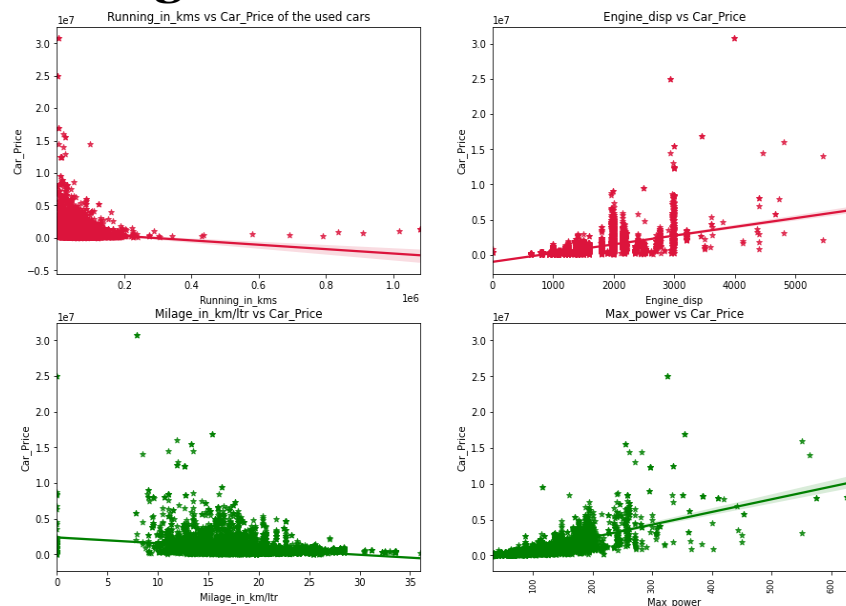 Running_in_kms vs Car_Price of the used cars
1e7
3.0
2.5
2.0
1.5
1.0
0.5
0.0
−0.5
Car_Price
0.2 0.4 0.6 0.8 1.0
1e6
Running_in_kms
Engine_disp vs Car_Price
1e7
3.0
2.5
2.0
1.5
1.0
0.5
0.0
Car_Price
0 1000 2000 3000 4000 5000
Engine_disp
Milage_in_km/ltr vs Car_Price
1e7
3.0
2.5
2.0
1.5
1.0
0.5
0.0
Car_Price
0 5 10 15 20 25 30 35
Milage_in_km/ltr
Max_power vs Car_Price
1e7
3.0
2.5
2.0
1.5
1.0
0.5
0.0
Car_Price
100 200 300 400 500 600
Max_power